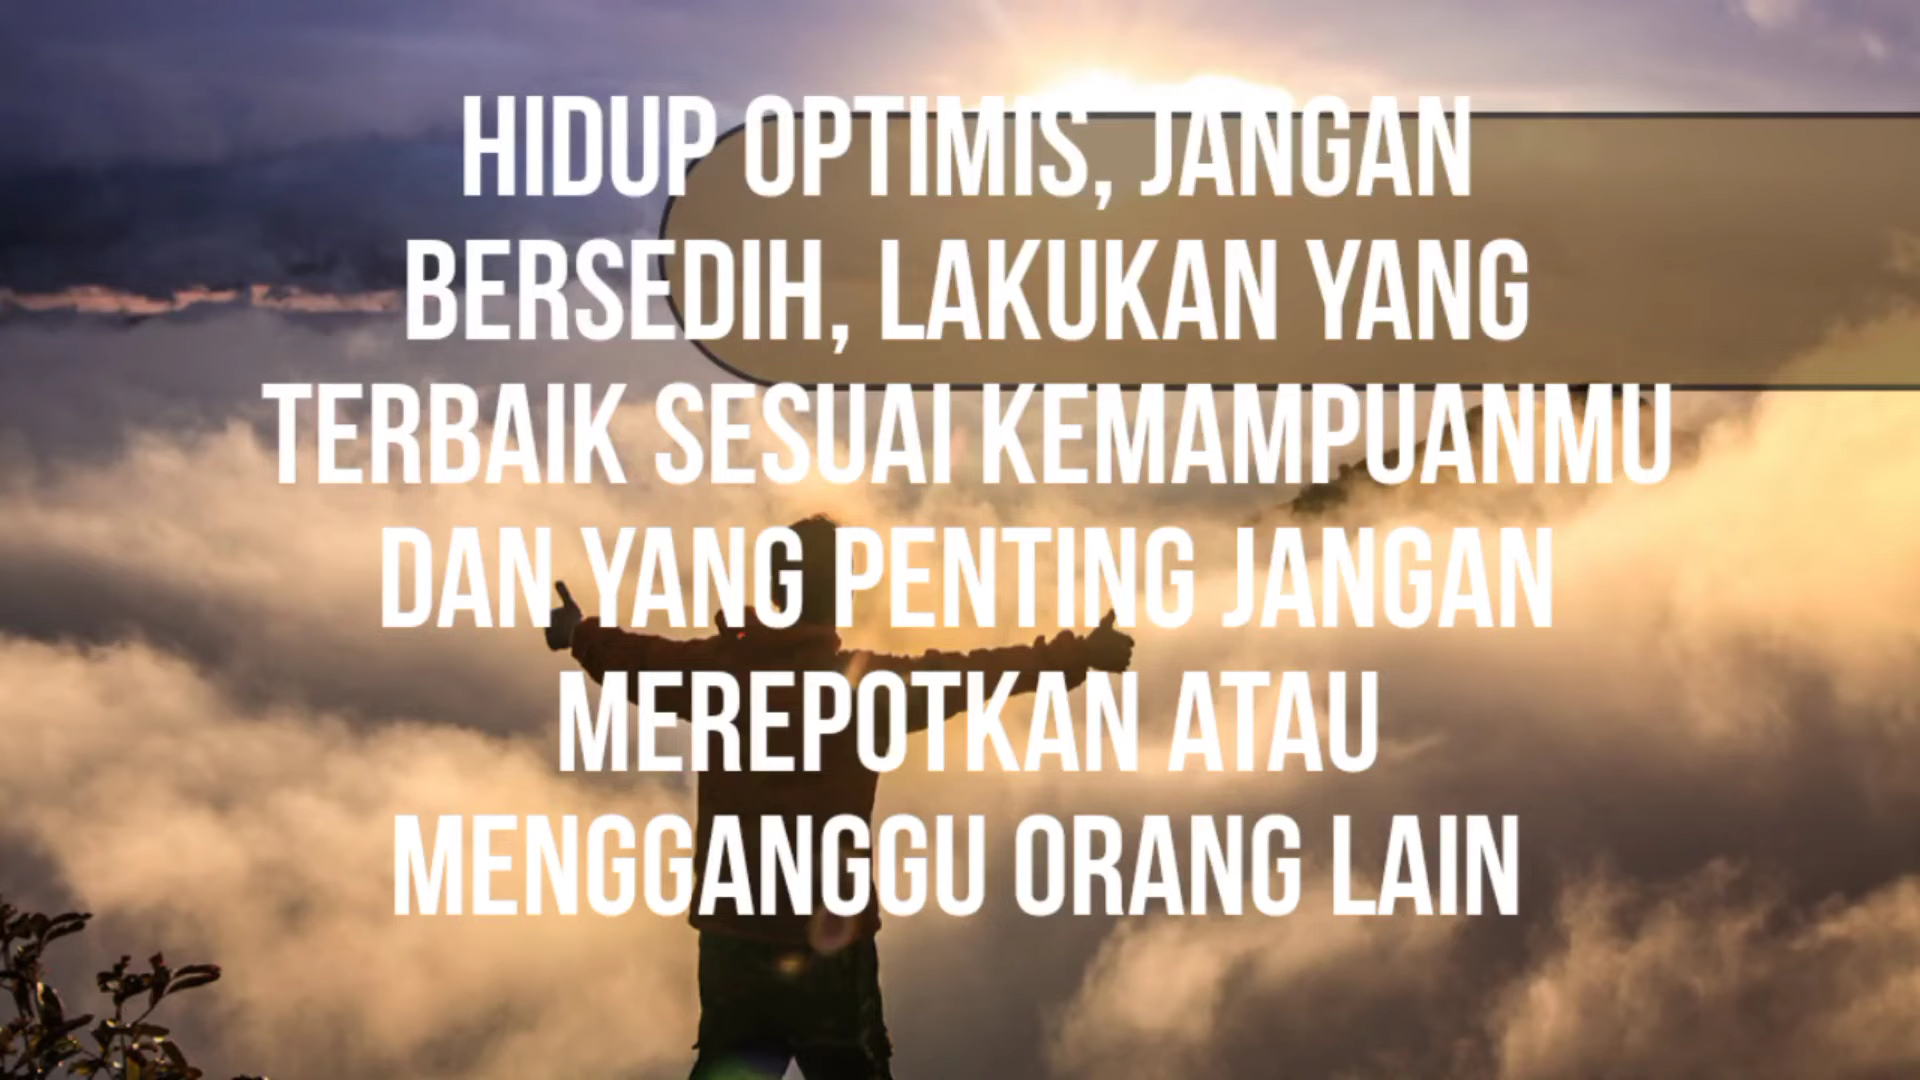 HIDUP OPTIMIS, JANGAN
BERSEDIH, LAKUKAN YANG
TERBAIK SESUAI KEMAMPUANMU
DAN YANG PENTING JANGAN
MEREPOTKAN ATAU
MENGGANGGU ORANG LAIN